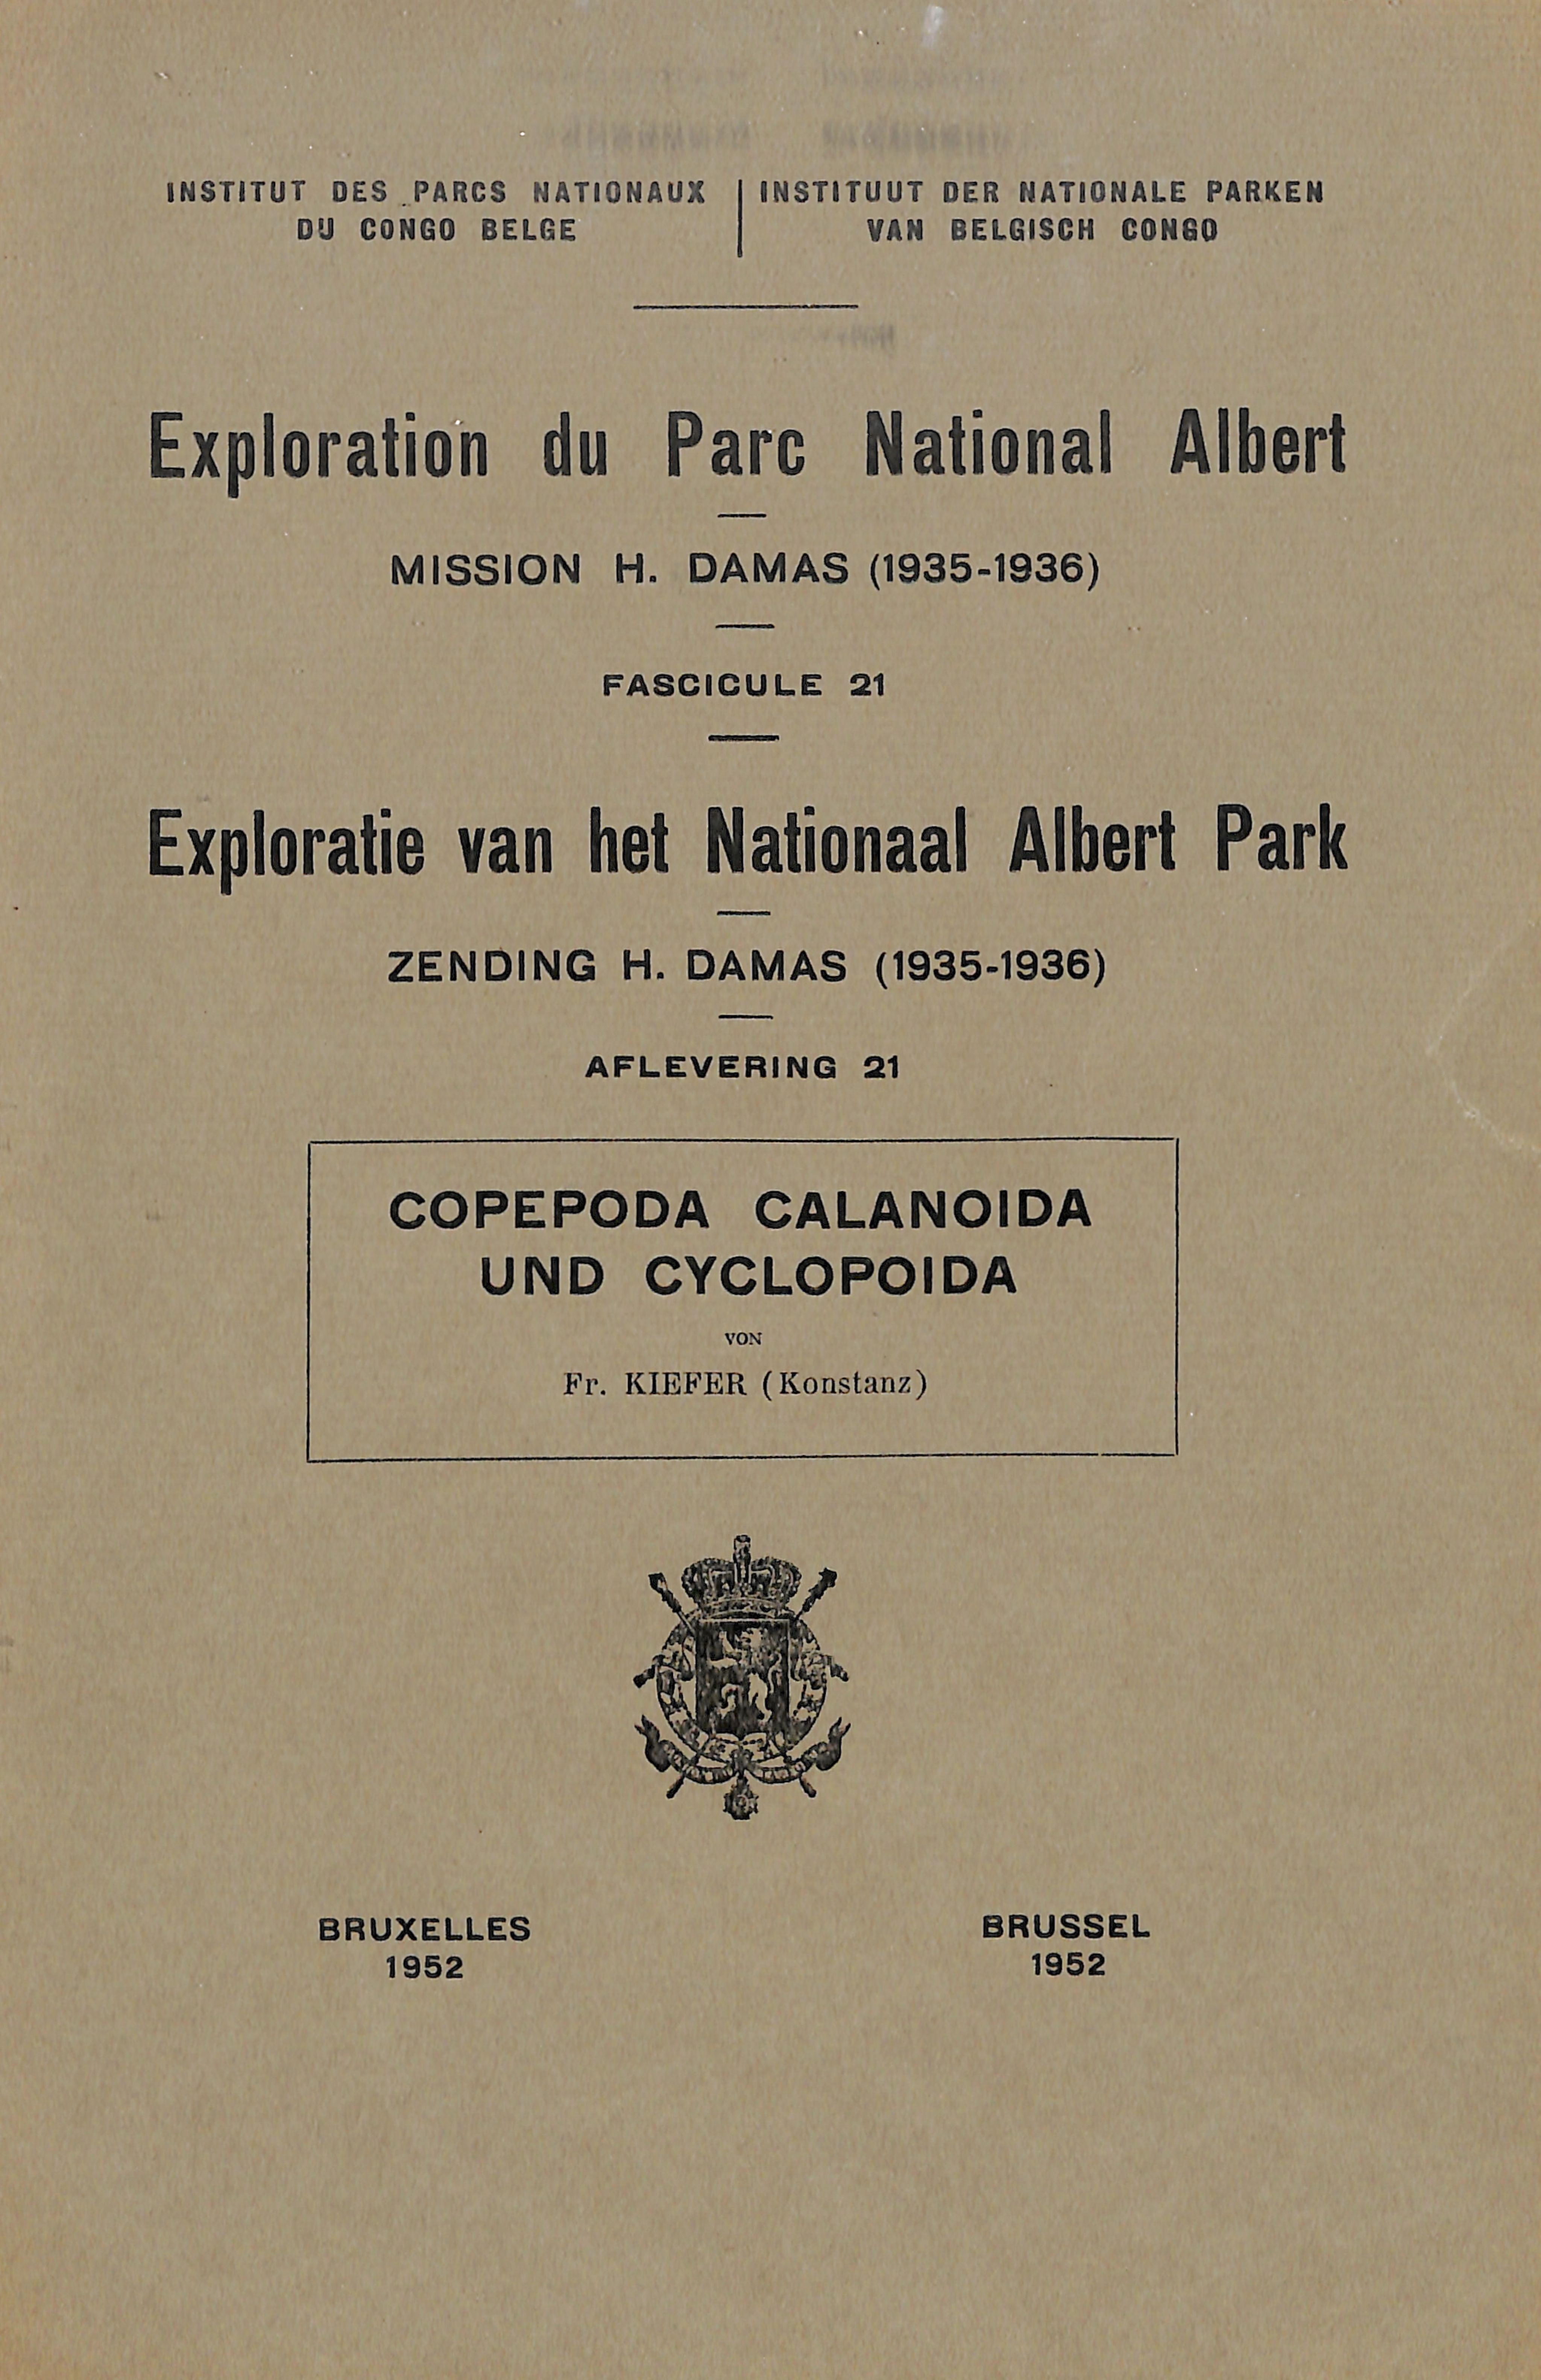 INSTITUT DES PARCS NATIONAUX
DU CONGO BELGE
INSTITUUT DER NATIONALE PARKEN
VAN BELGISCH CONGO
Exploration du Parc National Albert
MISSION H. DAMAS (1935-1936)
FASCICULE 21
Exploratie van het Nationaal Albert Park
ZENDING H. DAMAS (1935-1936)
AFLEVERING 21
COPEPODA CALANOIDA
UND CYCLOPOIDA
VON
Fr. KIEFER (Konstanz)
BRUXELLES
1952
BRUSSEL
1952